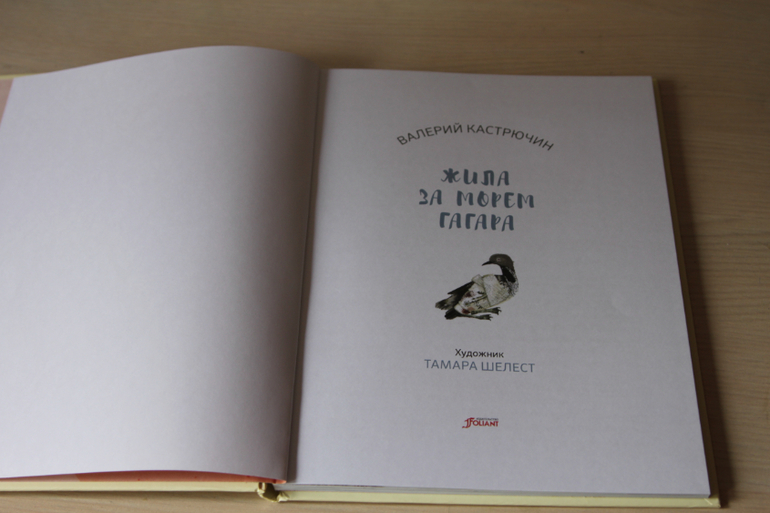 ВАЛЕРИЙ КАСТРЮЧИН
ЖИЛА
ЗА МОРЕМ
ГАГАРА
Художник
ТАМАРА ШЕЛЕСТ
FOLIANT